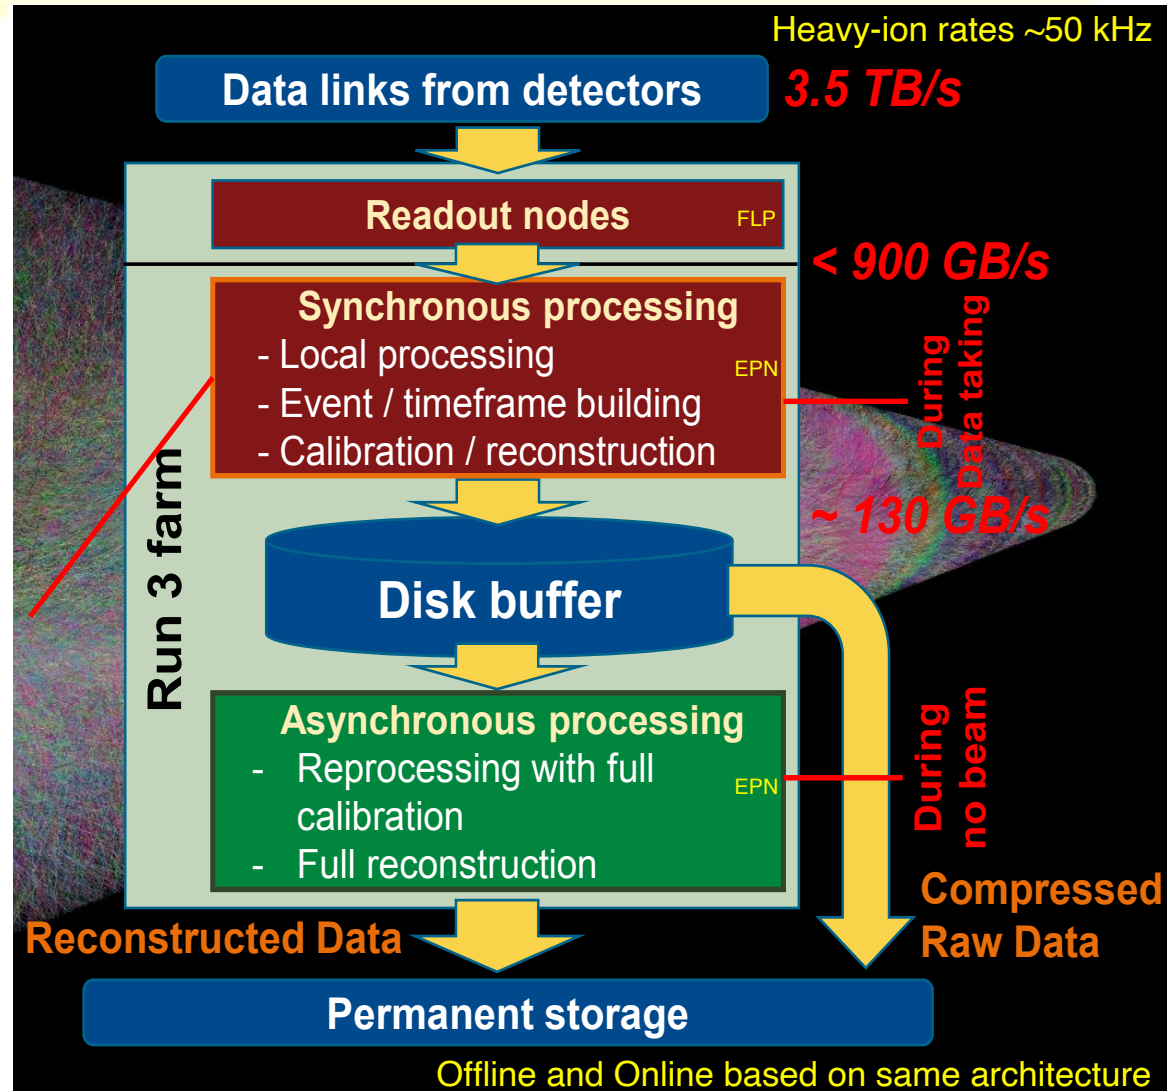 Heavy-ion rates ~50 kHz
Data links from detectors
3.5 TB/s
Readout nodes
FLP
< 900 GB/s
Synchronous processing
- Local processing
- Event / timeframe building
- Calibration / reconstruction
EPN
During
Data taking
~ 130 GB/s
Run 3 farm
Disk buffer
Asynchronous processing
- Reprocessing with full
calibration
- Full reconstruction
EPN
During
no beam
Compressed
Raw Data
Reconstructed Data
Permanent storage
Offline and Online based on same architecture